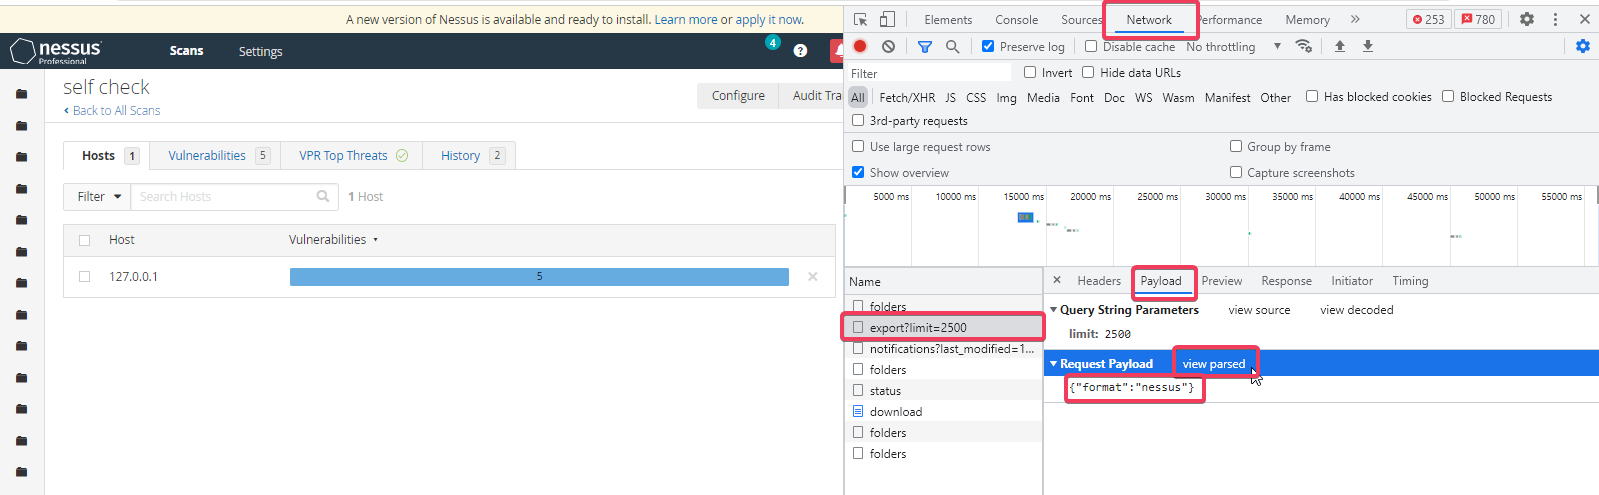 A new version of Nessus is available and ready to install. Learn more or apply it now.
nessus
Professional
Scans
Settings
4
self check
Back to All Scans
Configure
Audit Tra
Hosts 1
Vulnerabilities 5
VPR Top Threats
History 2
Filter
Search Hosts
1 Host
Host
Vulnerabilities
127.0.0.1
5
Elements
Console
Sources
Network
Performance
Memory
253
780
Preserve log
Disable cache
No throttling
Filter
Invert
Hide data URLs
All
Fetch/XHR
JS
CSS
Img
Media
Font
Doc
WS
Wasm
Manifest
Other
Has blocked cookies
Blocked Requests
3rd-party requests
Use large request rows
Group by frame
Show overview
Capture screenshots
5000 ms
10000 ms
15000 ms
20000 ms
25000 ms
30000 ms
35000 ms
40000 ms
45000 ms
50000 ms
55000 ms
Name
folders
export?limit=2500
notifications?last_modified=1...
folders
status
download
folders
folders
Headers
Payload
Preview
Response
Initiator
Timing
Query String Parameters
view source
view decoded
limit: 2500
Request Payload
view parsed
{"format":"nessus"}